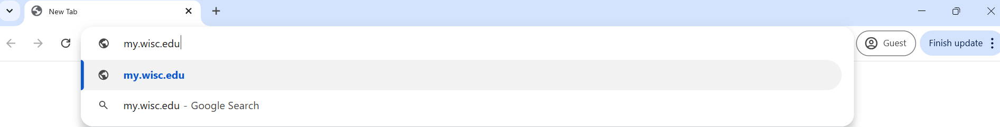 New Tab
my.wisc.edu
Guest
Finish update
my.wisc.edu
my.wisc.edu - Google Search